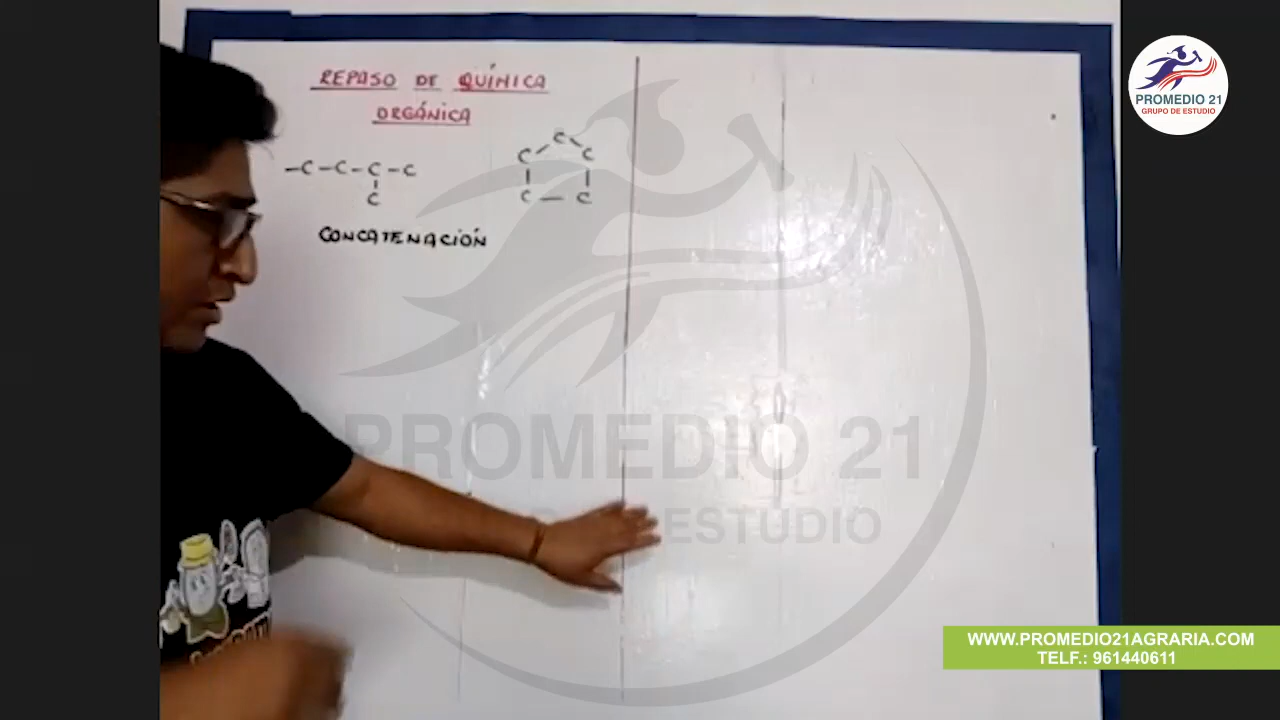 REPASO DE QUÍMICA
ORGÁNICA
-C-C-C-C
C
C
C C
C - C
CONCATENACIÓN
PROMEDIO 21
GRUPO DE ESTUDIO
PROMEDIO 21
ESTUDIO
WWW.PROMEDIO21AGRARIA.COM
TELF.: 961440611